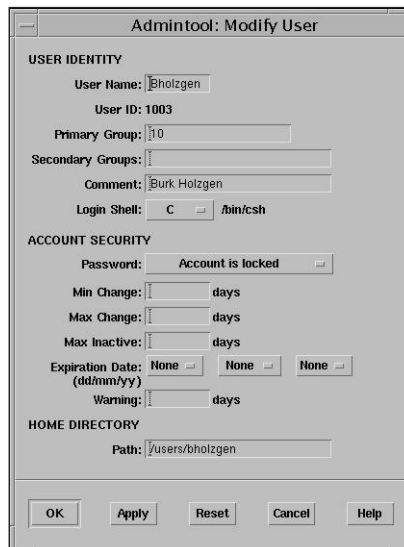 Admintool: Modify User
USER IDENTITY
User Name: Bholzgen
User ID: 1003
Primary Group: 10
Secondary Groups:
Comment: Burk Holzgen
Login Shell: C /bin/csh
ACCOUNT SECURITY
Password: Account is locked
Min Change: days
Max Change: days
Max Inactive: days
Expiration Date: None None None
(dd/mm/yy)
Warning: days
HOME DIRECTORY
Path: /users/bholzgen
OK Apply Reset Cancel Help